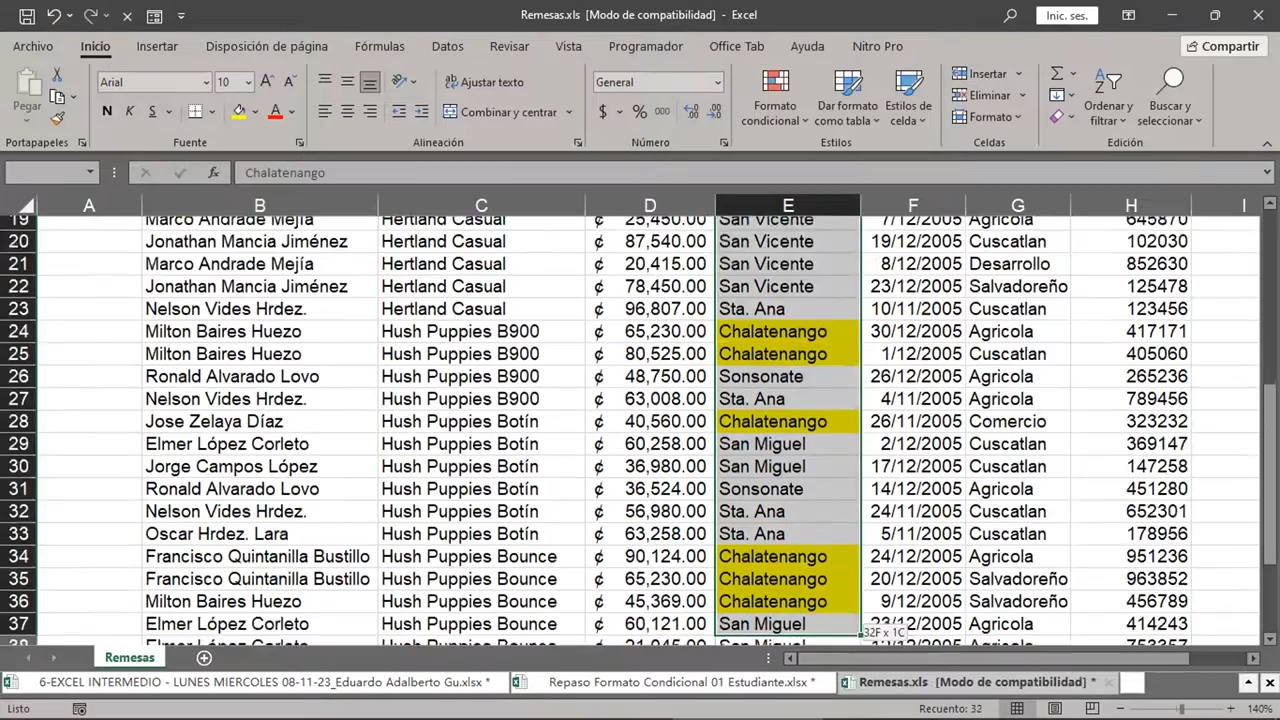 Remesas.xls [Modo de compatibilidad] - Excel
Inic. ses.
Archivo Inicio Insertar Disposición de página Fórmulas Datos Revisar Vista Programador Office Tab Ayuda Nitro Pro Compartir
Pegar
Arial 10
N K S
Ajustar texto
Combinar y centrar
General
$ % 000
Formato condicional
Dar formato como tabla
Estilos de celda
Insertar
Eliminar
Formato
Ordenar y filtrar
Buscar y seleccionar
Portapapeles Fuente Alineación Número Estilos Celdas Edición
fx Chalatenango
A B C D E F G H I
19 Marco Andrade Mejía Hertland Casual ¢ 25,450.00 San Vicente 7/12/2005 Agricola 645870
20 Jonathan Mancia Jiménez Hertland Casual ¢ 87,540.00 San Vicente 19/12/2005 Cuscatlan 102030
21 Marco Andrade Mejía Hertland Casual ¢ 20,415.00 San Vicente 8/12/2005 Desarrollo 852630
22 Jonathan Mancia Jiménez Hertland Casual ¢ 78,450.00 San Vicente 23/12/2005 Salvadoreño 125478
23 Nelson Vides Hrdez. Hertland Casual ¢ 96,807.00 Sta. Ana 10/11/2005 Cuscatlan 123456
24 Milton Baires Huezo Hush Puppies B900 ¢ 65,230.00 Chalatenango 30/12/2005 Agricola 417171
25 Milton Baires Huezo Hush Puppies B900 ¢ 80,525.00 Chalatenango 1/12/2005 Cuscatlan 405060
26 Ronald Alvarado Lovo Hush Puppies B900 ¢ 48,750.00 Sonsonate 26/12/2005 Agricola 265236
27 Nelson Vides Hrdez. Hush Puppies B900 ¢ 63,008.00 Sta. Ana 4/11/2005 Agricola 789456
28 Jose Zelaya Díaz Hush Puppies Botín ¢ 40,560.00 Chalatenango 26/11/2005 Comercio 323232
29 Elmer López Corleto Hush Puppies Botín ¢ 60,258.00 San Miguel 2/12/2005 Cuscatlan 369147
30 Jorge Campos López Hush Puppies Botín ¢ 36,980.00 San Miguel 17/12/2005 Cuscatlan 147258
31 Ronald Alvarado Lovo Hush Puppies Botín ¢ 36,524.00 Sonsonate 14/12/2005 Agricola 451280
32 Nelson Vides Hrdez. Hush Puppies Botín ¢ 56,980.00 Sta. Ana 24/11/2005 Cuscatlan 652301
33 Oscar Hrdez. Lara Hush Puppies Botín ¢ 63,258.00 Sta. Ana 5/11/2005 Cuscatlan 178956
34 Francisco Quintanilla Bustillo Hush Puppies Bounce ¢ 90,124.00 Chalatenango 24/12/2005 Agricola 951236
35 Francisco Quintanilla Bustillo Hush Puppies Bounce ¢ 65,230.00 Chalatenango 20/12/2005 Salvadoreño 963852
36 Milton Baires Huezo Hush Puppies Bounce ¢ 45,369.00 Chalatenango 9/12/2005 Salvadoreño 456789
37 Elmer López Corleto Hush Puppies Bounce ¢ 60,121.00 San Miguel 23/12/2005 Cuscatlan 414243
32F x 1C
Remesas
6-EXCEL INTERMEDIO - LUNES MIERCOLES 08-11-23_Eduardo Adalberto Gu.xlsx * Repaso Formato Condicional 01 Estudiante.xlsx * Remesas.xls [Modo de compatibilidad] *
Listo Recuento: 32 140%